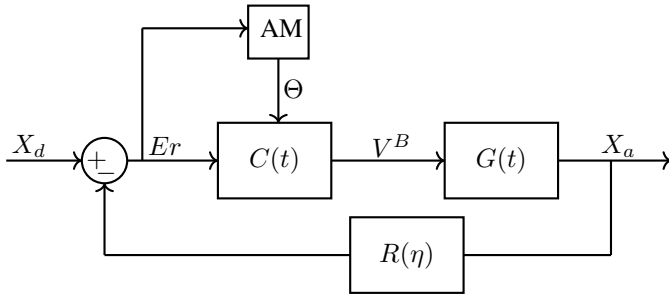 AM
Θ
X_d
+
−
Er
C(t)
V^B
G(t)
X_a
R(η)